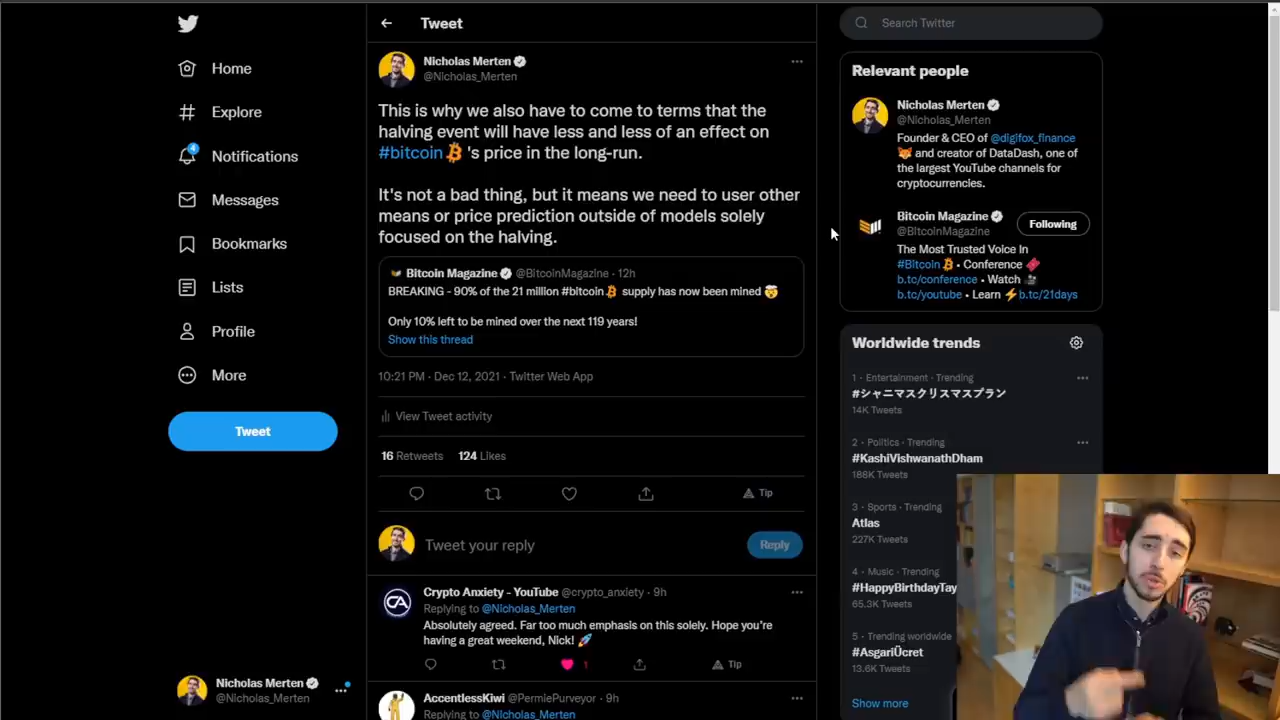 Home
Explore
4
Notifications
Messages
Bookmarks
Lists
Profile
More
Tweet
Nicholas Merten
@Nicholas_Merten
Tweet
Nicholas Merten
@Nicholas_Merten
This is why we also have to come to terms that the
halving event will have less and less of an effect on
#bitcoin 's price in the long-run.
It's not a bad thing, but it means we need to user other
means or price prediction outside of models solely
focused on the halving.
Bitcoin Magazine @BitcoinMagazine · 12h
BREAKING - 90% of the 21 million #bitcoin supply has now been mined 🤯
Only 10% left to be mined over the next 119 years!
Show this thread
10:21 PM · Dec 12, 2021 · Twitter Web App
View Tweet activity
16 Retweets 124 Likes
Tip
Tweet your reply
Reply
CA
Crypto Anxiety - YouTube @crypto_anxiety · 9h
Replying to @Nicholas_Merten
Absolutely agreed. Far too much emphasis on this solely. Hope you're
having a great weekend, Nick! 🚀
1
Tip
AccentlessKiwi @PermiePurveyor · 9h
Replying to @Nicholas_Merten
Search Twitter
Relevant people
Nicholas Merten
@Nicholas_Merten
Founder & CEO of @digifox_finance
🦊 and creator of DataDash, one of
the largest YouTube channels for
cryptocurrencies.
Bitcoin Magazine
@BitcoinMagazine
Following
The Most Trusted Voice In
#Bitcoin • Conference 🎟
b.tc/conference • Watch 🎥
b.tc/youtube • Learn ⚡b.tc/21days
Worldwide trends
1 · Entertainment · Trending
#シャニマスクリスマスプラン
14K Tweets
2 · Politics · Trending
#KashiVishwanathDham
188K Tweets
3 · Sports · Trending
Atlas
227K Tweets
4 · Music · Trending
#HappyBirthdayTay
65.3K Tweets
5 · Trending worldwide
#AsgariÜcret
13.6K Tweets
Show more